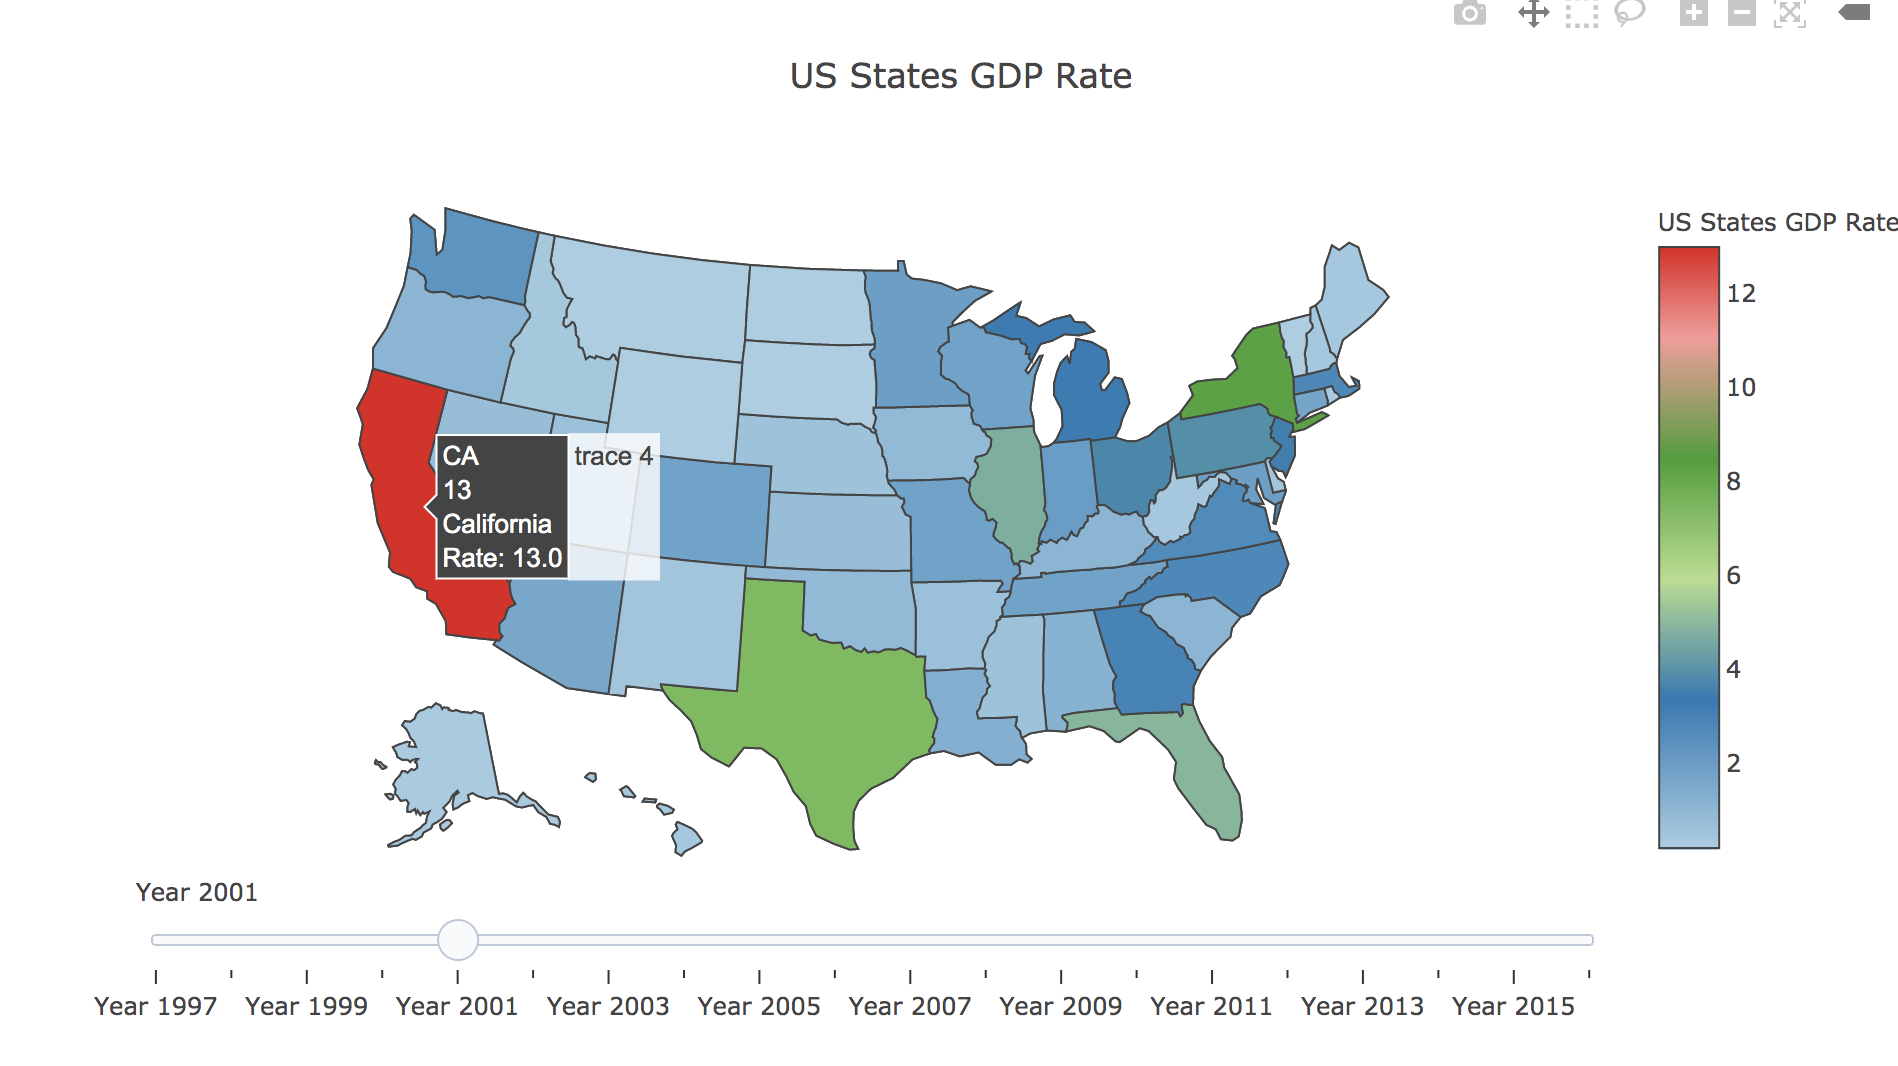 US States GDP Rate
US States GDP Rate
12
10
8
6
4
2
CA
13
California
Rate: 13.0
trace 4
Year 2001
Year 1997
Year 1999
Year 2001
Year 2003
Year 2005
Year 2007
Year 2009
Year 2011
Year 2013
Year 2015